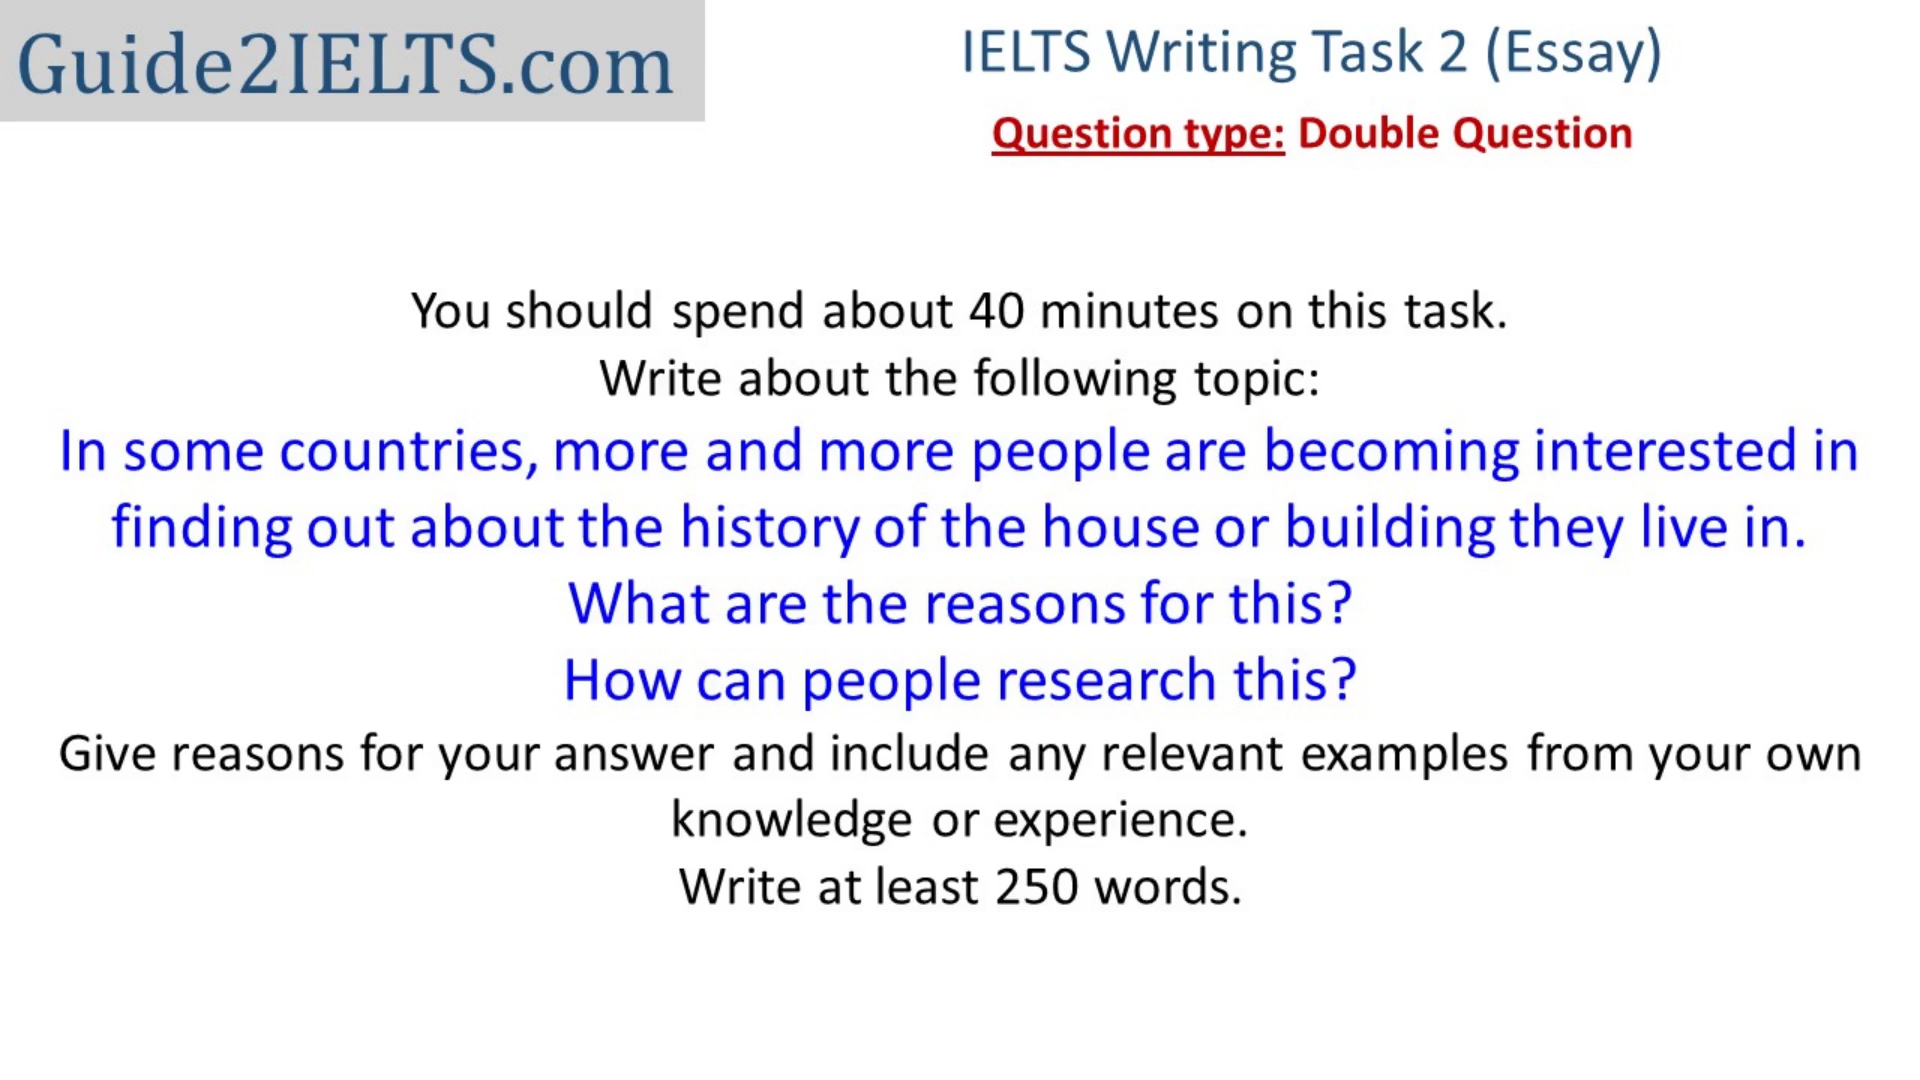 Guide2IELTS.com
IELTS Writing Task 2 (Essay)
Question type: Double Question
You should spend about 40 minutes on this task.
Write about the following topic:
In some countries, more and more people are becoming interested in
finding out about the history of the house or building they live in.
What are the reasons for this?
How can people research this?
Give reasons for your answer and include any relevant examples from your own
knowledge or experience.
Write at least 250 words.